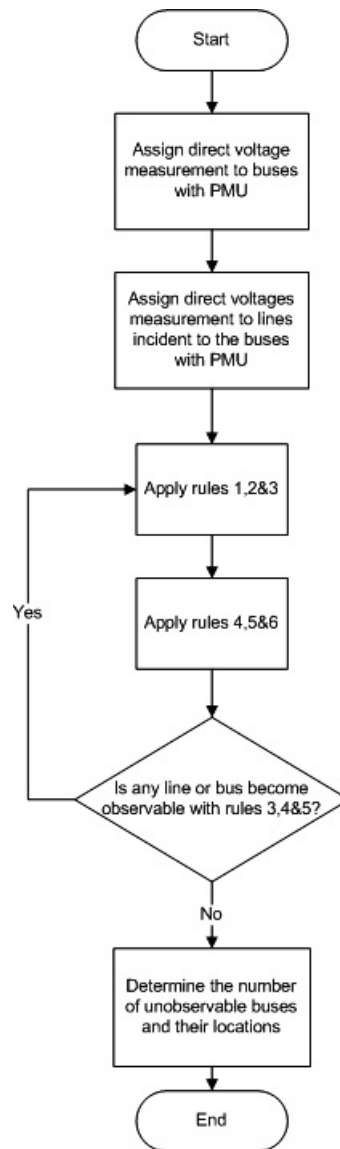 Start
Assign direct voltage
measurement to buses
with PMU
Assign direct voltages
measurement to lines
incident to the buses
with PMU
Apply rules 1,2&3
Yes
Apply rules 4,5&6
Is any line or bus become
observable with rules 3,4&5?
No
Determine the number
of unobservable buses
and their locations
End